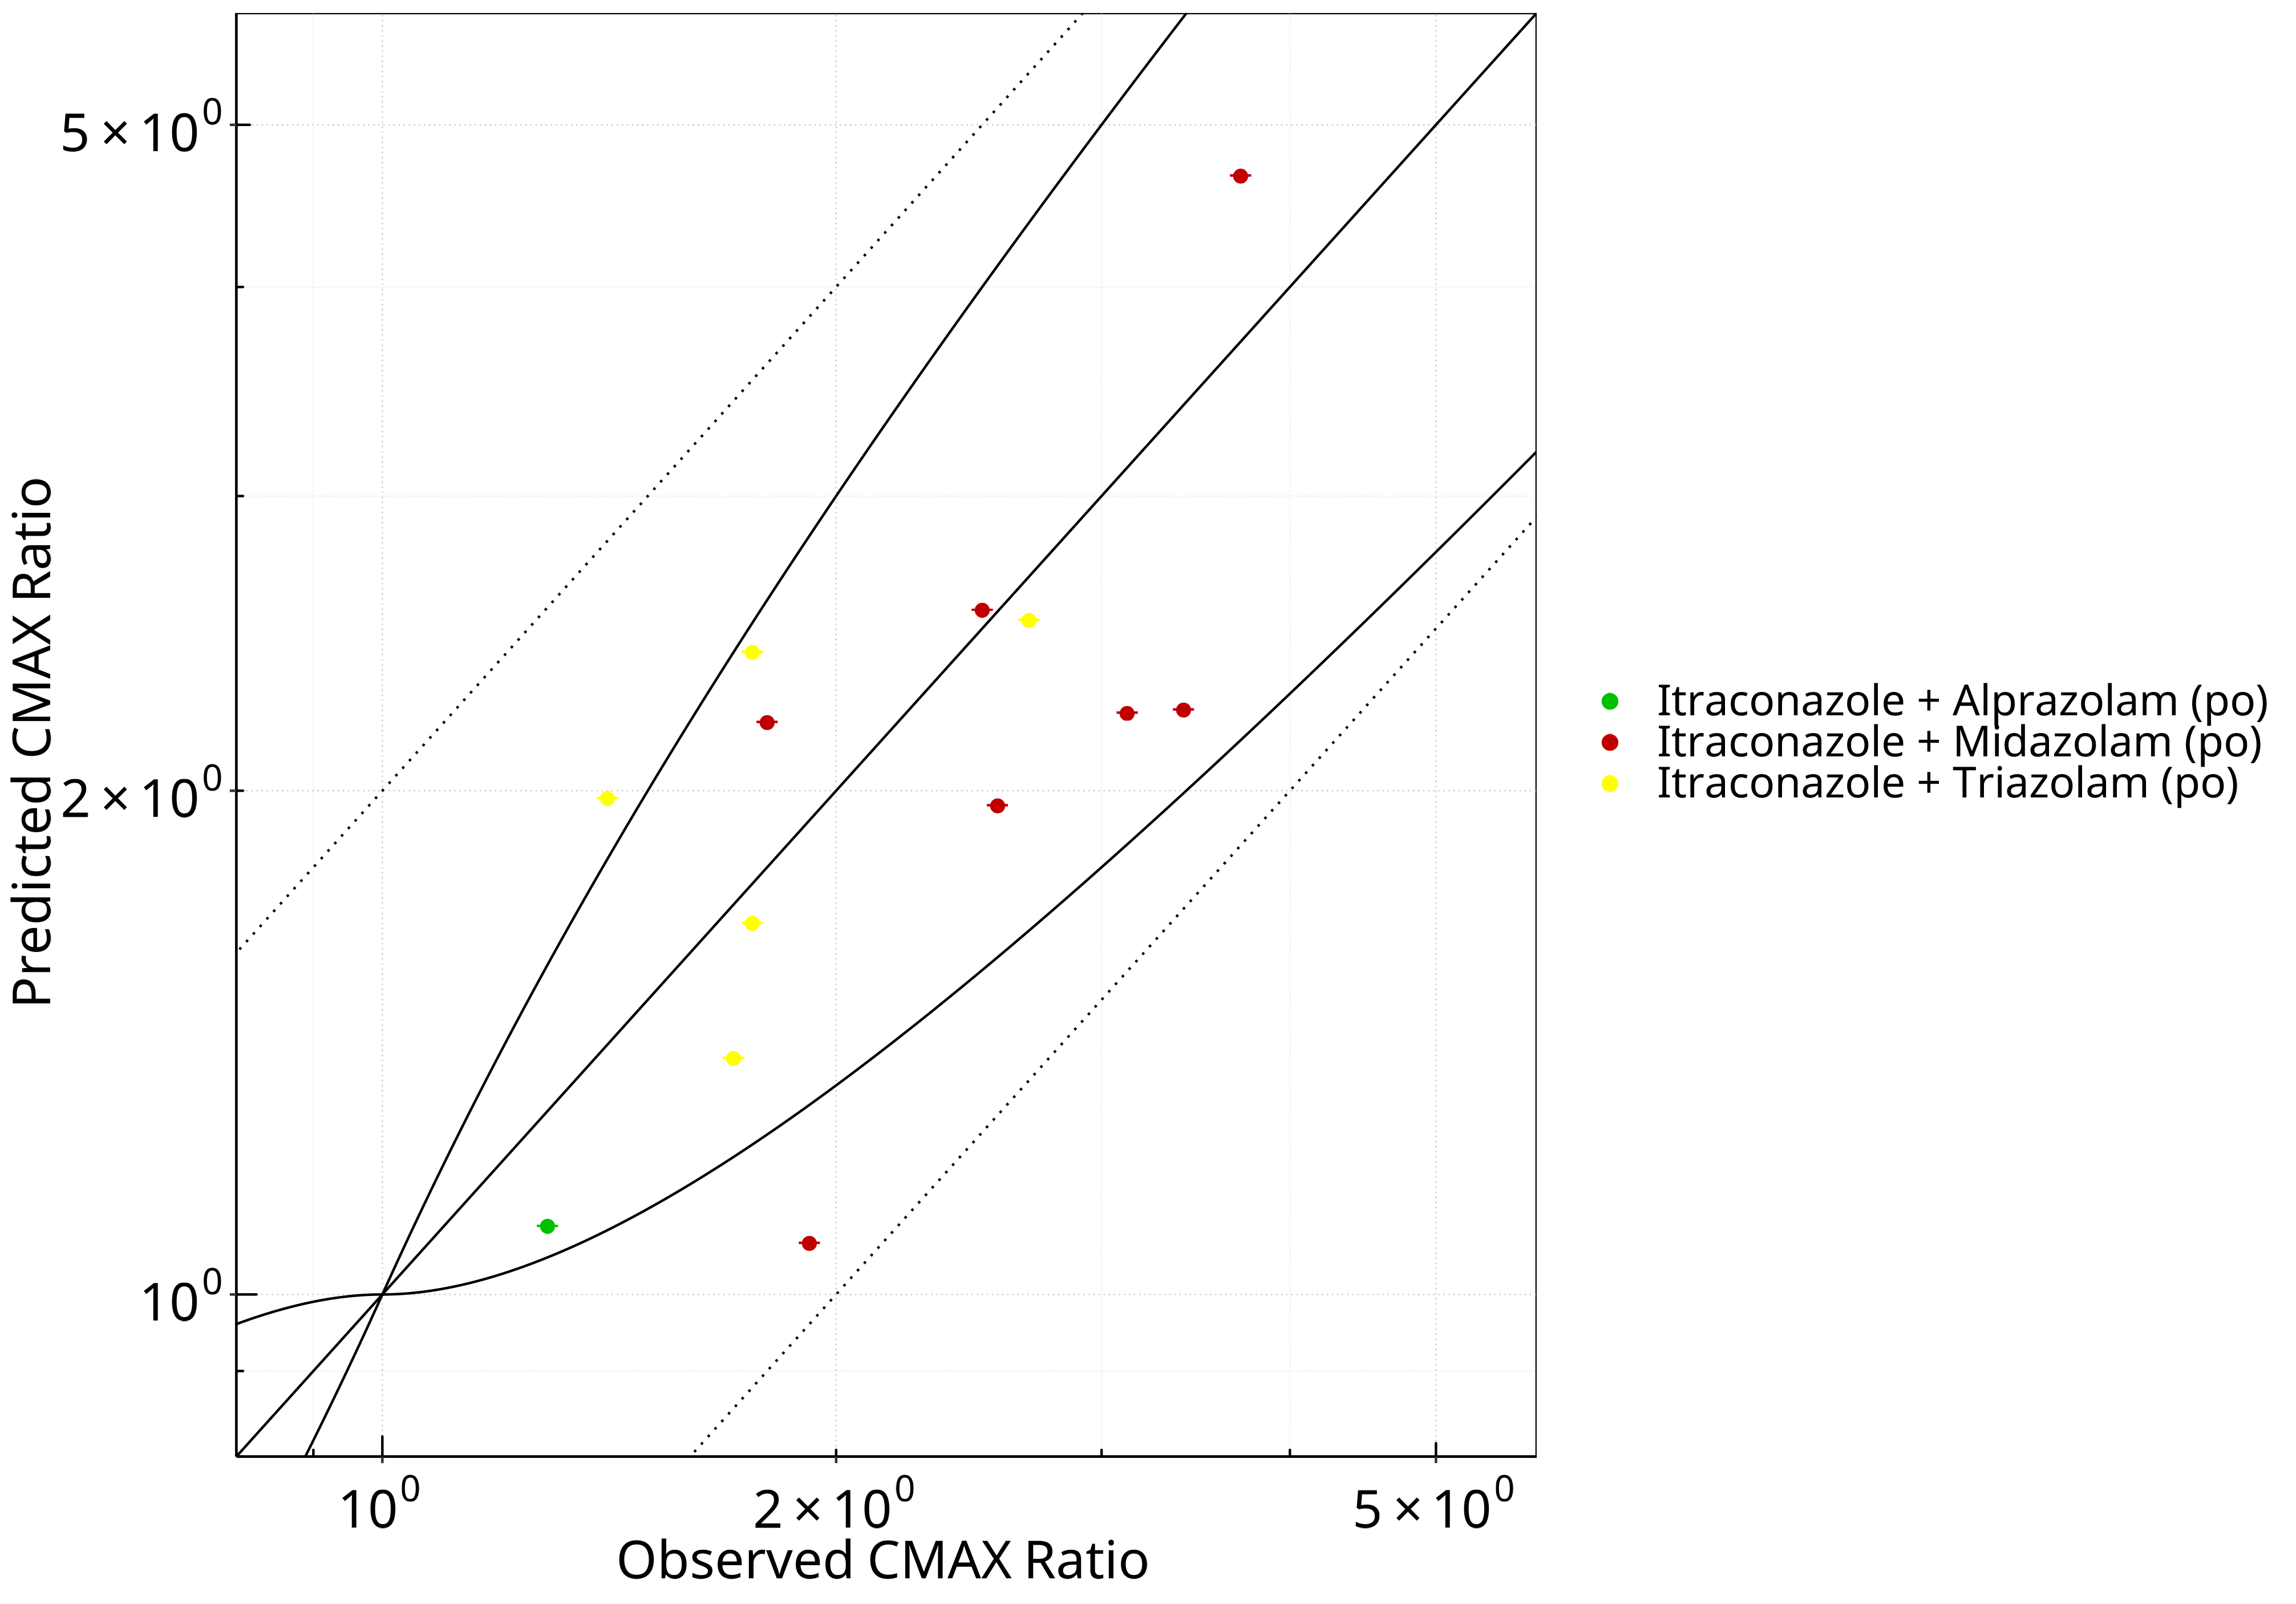 Predicted CMAX Ratio
5 × 10⁰
2 × 10⁰
10⁰
10⁰
2 × 10⁰
5 × 10⁰
Observed CMAX Ratio
Itraconazole + Alprazolam (po)
Itraconazole + Midazolam (po)
Itraconazole + Triazolam (po)